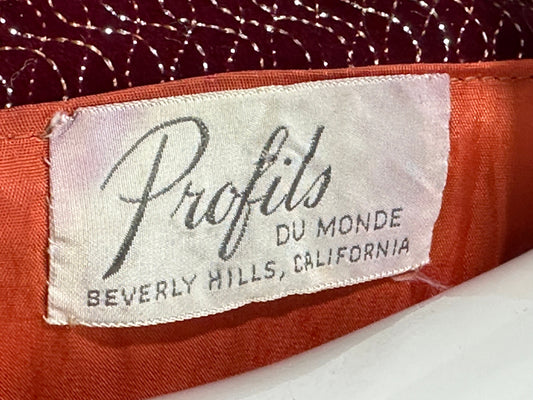 Profils
DU MONDE
BEVERLY HILLS, CALIFORNIA